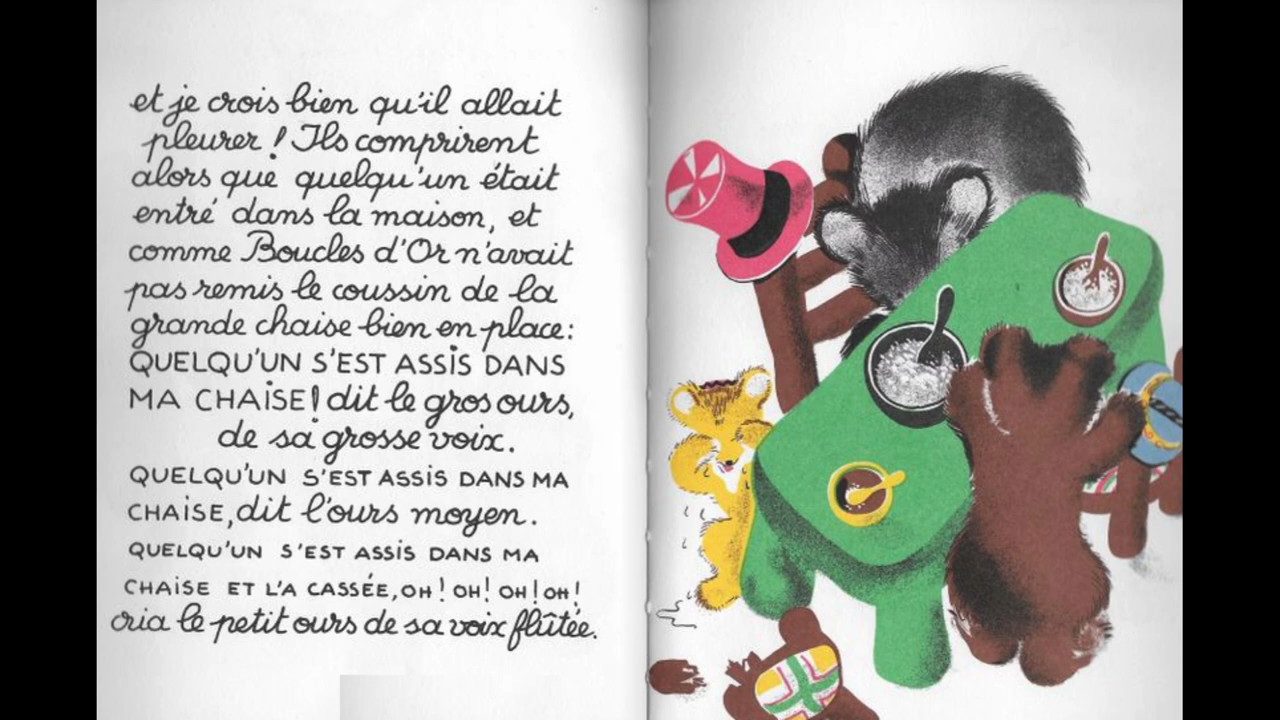 et je crois bien qu'il allait
pleurer ! Ils comprirent
alors que quelqu'un était
entré dans la maison, et
comme Boucles d'Or n'avait
pas remis le coussin de la
grande chaise bien en place :
QUELQU'UN S'EST ASSIS DANS
MA CHAISE ! dit le gros ours,
de sa grosse voix.
QUELQU'UN S'EST ASSIS DANS MA
CHAISE, dit l'ours moyen.
QUELQU'UN S'EST ASSIS DANS MA
CHAISE ET L'A CASSÉE, OH ! OH ! OH ! OH !
cria le petit ours de sa voix flûtée.